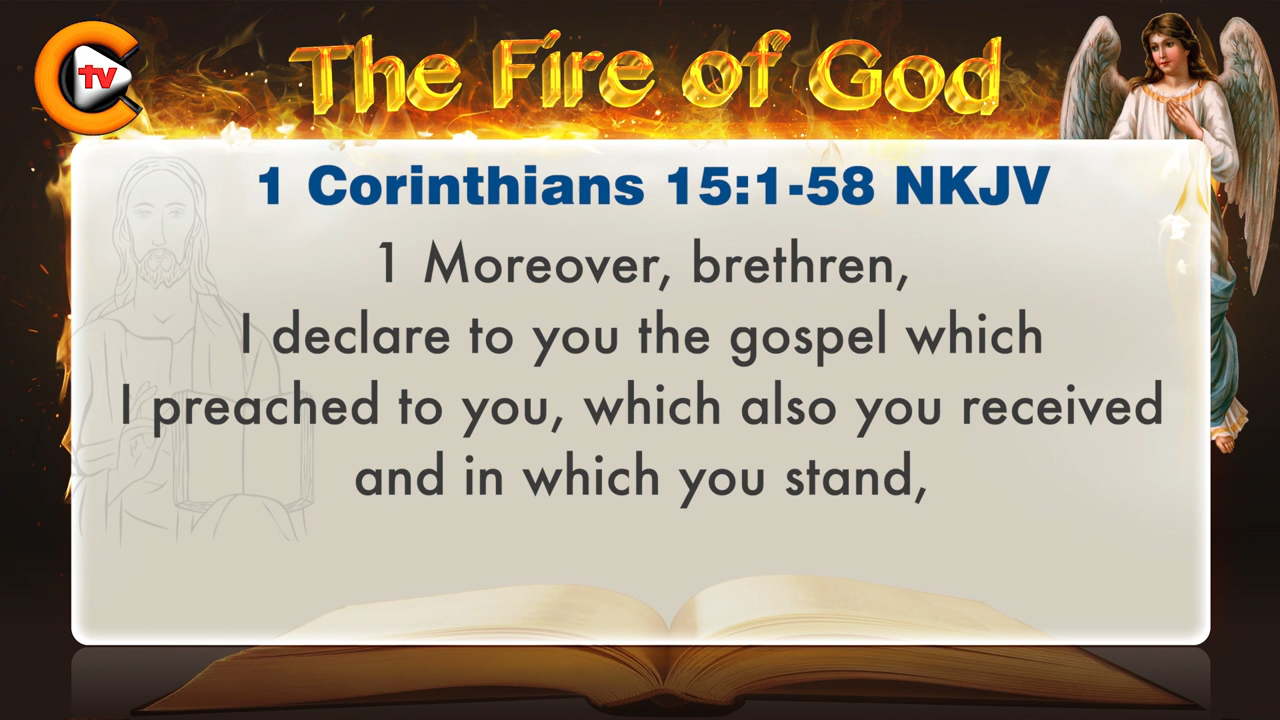 tv
The Fire of God
1 Corinthians 15:1-58 NKJV
1 Moreover, brethren,
I declare to you the gospel which
I preached to you, which also you received
and in which you stand,